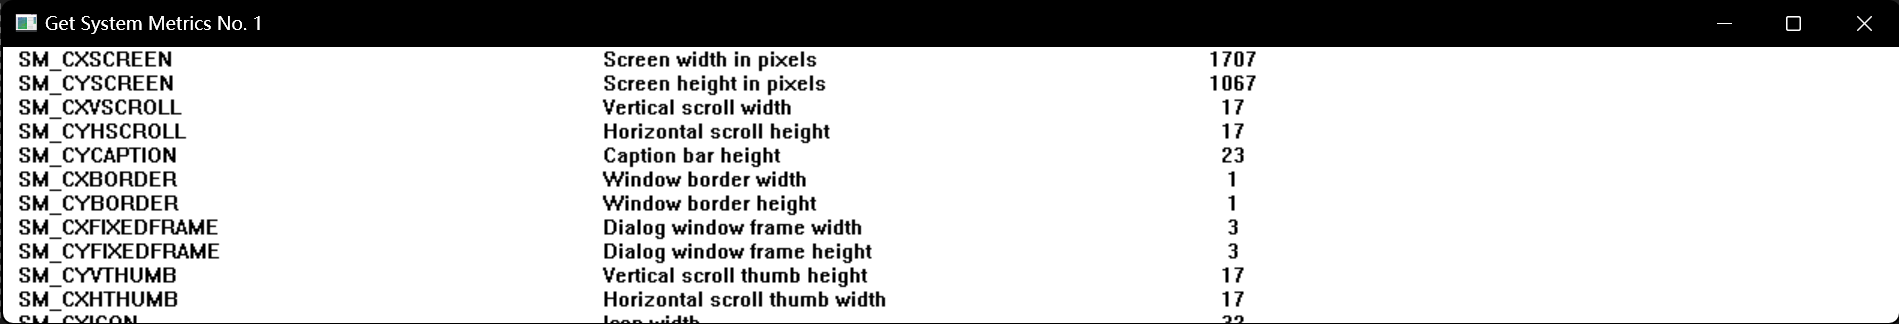 Get System Metrics No. 1
SM_CXSCREEN Screen width in pixels 1707
SM_CYSCREEN Screen height in pixels 1067
SM_CXVSCROLL Vertical scroll width 17
SM_CYHSCROLL Horizontal scroll height 17
SM_CYCAPTION Caption bar height 23
SM_CXBORDER Window border width 1
SM_CYBORDER Window border height 1
SM_CXFIXEDFRAME Dialog window frame width 3
SM_CYFIXEDFRAME Dialog window frame height 3
SM_CYVTHUMB Vertical scroll thumb height 17
SM_CXHTHUMB Horizontal scroll thumb width 17
Icon width 32